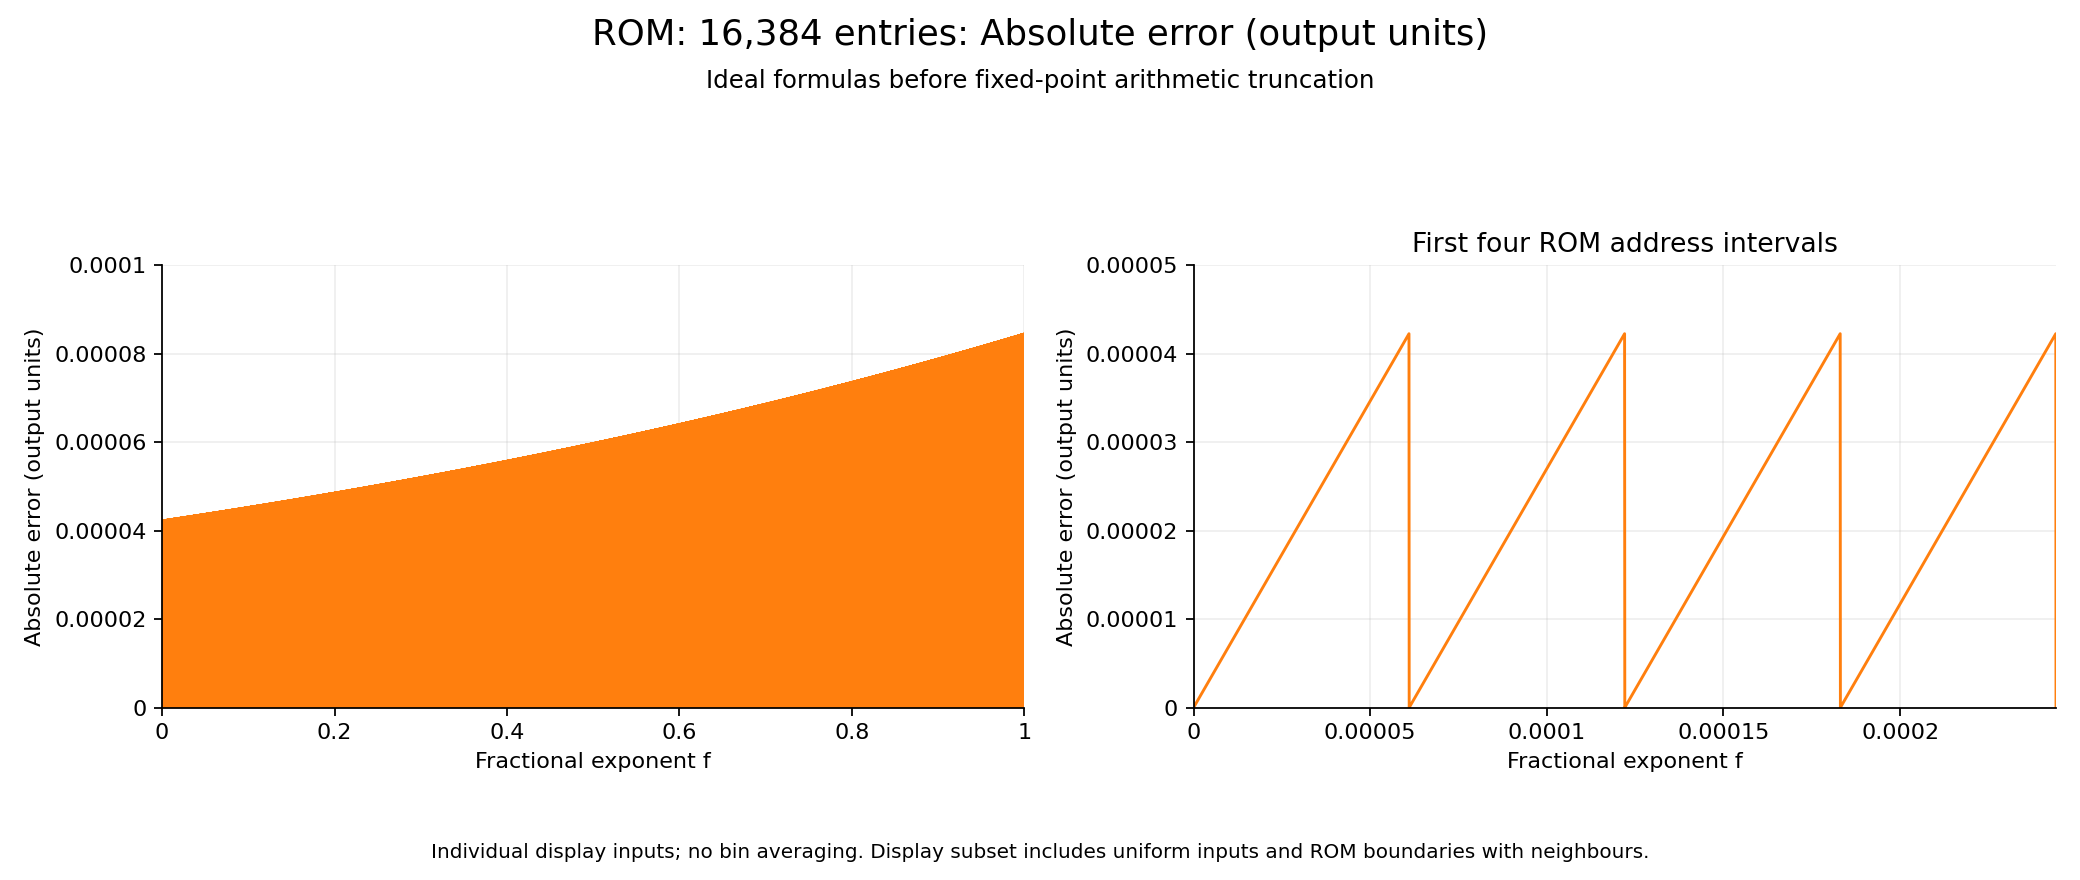 ROM: 16,384 entries: Absolute error (output units)
Ideal formulas before fixed-point arithmetic truncation
Absolute error (output units)
0.0001
0.00008
0.00006
0.00004
0.00002
0
0
0.2
0.4
0.6
0.8
1
Fractional exponent f
First four ROM address intervals
Absolute error (output units)
0.00005
0.00004
0.00003
0.00002
0.00001
0
0
0.00005
0.0001
0.00015
0.0002
Fractional exponent f
Individual display inputs; no bin averaging. Display subset includes uniform inputs and ROM boundaries with neighbours.